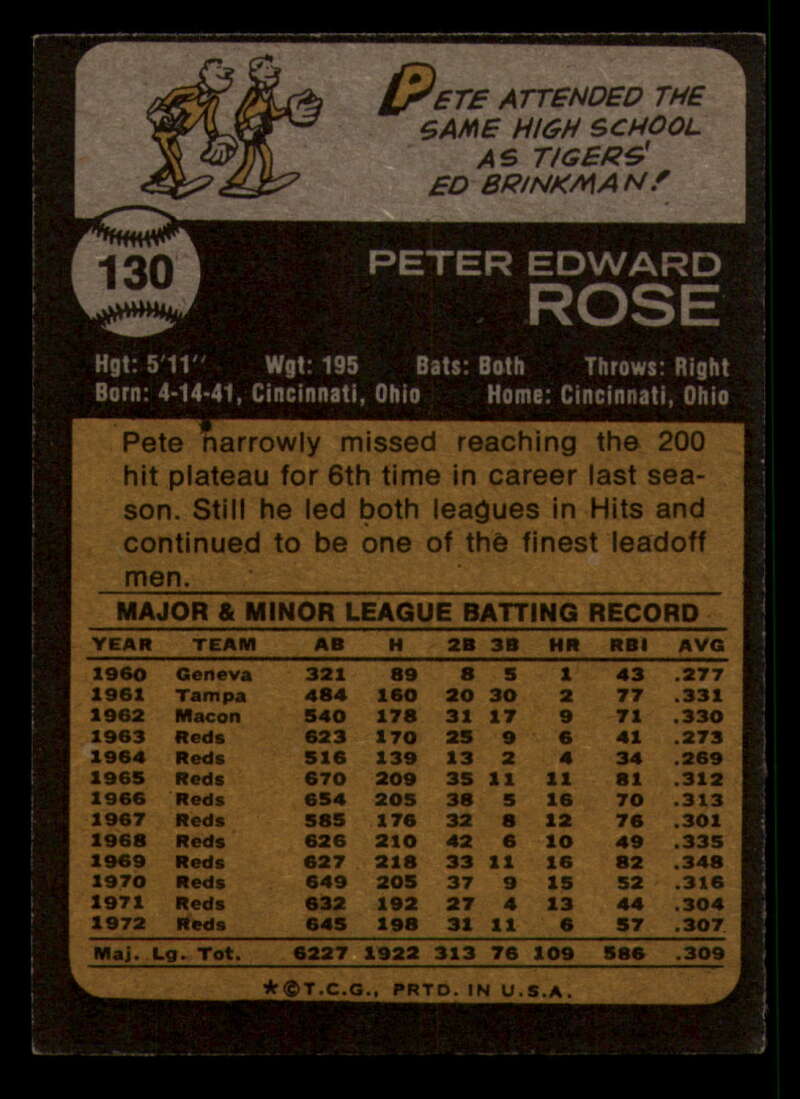 PETE ATTENDED THE
SAME HIGH SCHOOL
AS TIGERS'
ED BRINKMAN!
130
PETER EDWARD
ROSE
Hgt: 5'11" Wgt: 195 Bats: Both Throws: Right
Born: 4-14-41, Cincinnati, Ohio Home: Cincinnati, Ohio
Pete narrowly missed reaching the 200
hit plateau for 6th time in career last sea-
son. Still he led both leagues in Hits and
continued to be one of the finest leadoff
men.
MAJOR & MINOR LEAGUE BATTING RECORD
YEAR TEAM AB H 2B 3B HR RBI AVG
1960 Geneva 321 89 8 5 1 43 .277
1961 Tampa 484 160 20 30 2 77 .331
1962 Macon 540 178 31 17 9 71 .330
1963 Reds 623 170 25 9 6 41 .273
1964 Reds 516 139 13 2 4 34 .269
1965 Reds 670 209 35 11 11 81 .312
1966 Reds 654 205 38 5 16 70 .313
1967 Reds 585 176 32 8 12 76 .301
1968 Reds 626 210 42 6 10 49 .335
1969 Reds 627 218 33 11 16 82 .348
1970 Reds 649 205 37 9 15 52 .316
1971 Reds 632 192 27 4 13 44 .304
1972 Reds 645 198 31 11 6 57 .307
Maj. Lg. Tot. 6227 1922 313 76 109 586 .309
*©T.C.G., PRTD. IN U.S.A.